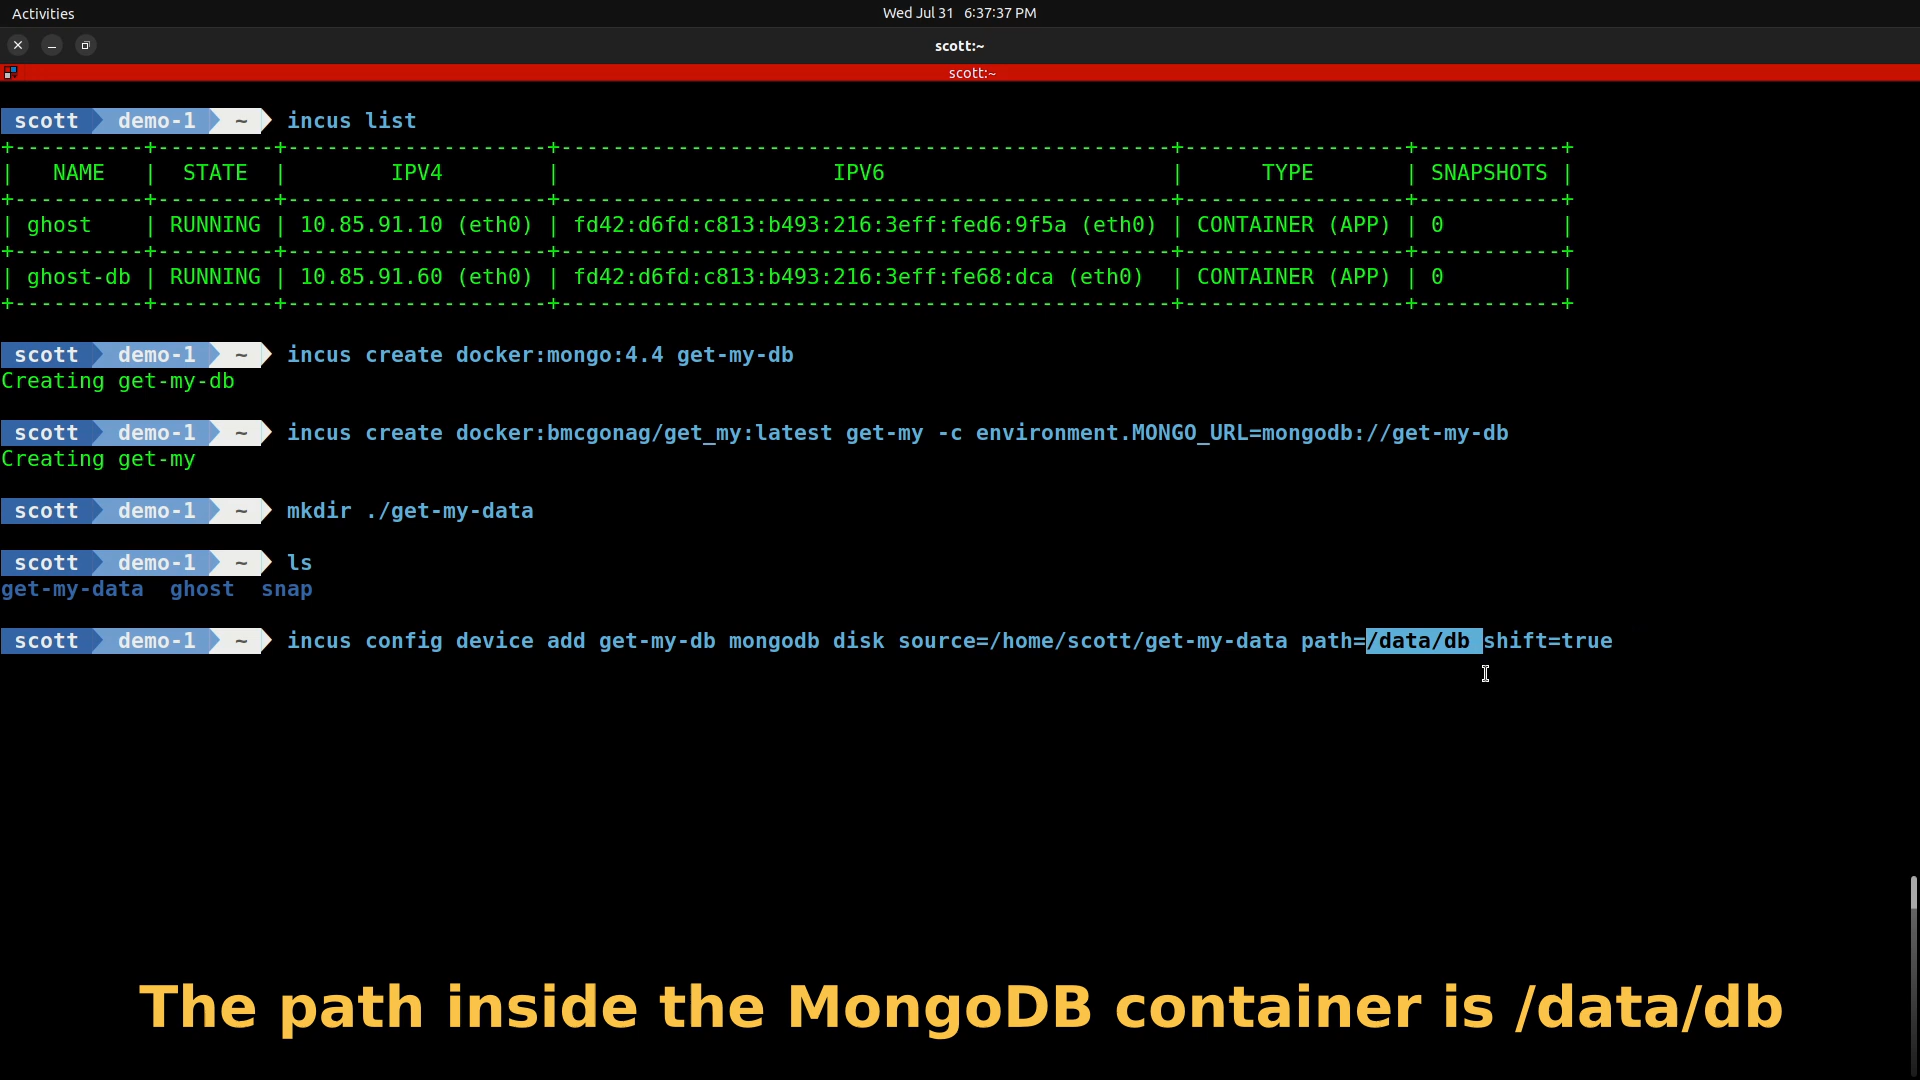 Activities
Wed Jul 31 6:37:37 PM
scott:~
scott:~
scott demo-1 ~ incus list
+----------+---------+--------------------+-----------------------------------------------+-----------------+-----------+
| NAME | STATE | IPV4 | IPV6 | TYPE | SNAPSHOTS |
+----------+---------+--------------------+-----------------------------------------------+-----------------+-----------+
| ghost | RUNNING | 10.85.91.10 (eth0) | fd42:d6fd:c813:b493:216:3eff:fed6:9f5a (eth0) | CONTAINER (APP) | 0 |
+----------+---------+--------------------+-----------------------------------------------+-----------------+-----------+
| ghost-db | RUNNING | 10.85.91.60 (eth0) | fd42:d6fd:c813:b493:216:3eff:fe68:dca (eth0) | CONTAINER (APP) | 0 |
+----------+---------+--------------------+-----------------------------------------------+-----------------+-----------+
scott demo-1 ~ incus create docker:mongo:4.4 get-my-db
Creating get-my-db
scott demo-1 ~ incus create docker:bmcgonag/get_my:latest get-my -c environment.MONGO_URL=mongodb://get-my-db
Creating get-my
scott demo-1 ~ mkdir ./get-my-data
scott demo-1 ~ ls
get-my-data ghost snap
scott demo-1 ~ incus config device add get-my-db mongodb disk source=/home/scott/get-my-data path=/data/db shift=true
The path inside the MongoDB container is /data/db